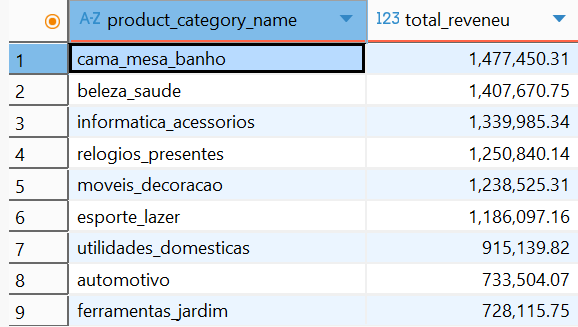 A-Z product_category_name 123 total_reveneu
1 cama_mesa_banho 1,477,450.31
2 beleza_saude 1,407,670.75
3 informatica_acessorios 1,339,985.34
4 relogios_presentes 1,250,840.14
5 moveis_decoracao 1,238,525.31
6 esporte_lazer 1,186,097.16
7 utilidades_domesticas 915,139.82
8 automotivo 733,504.07
9 ferramentas_jardim 728,115.75